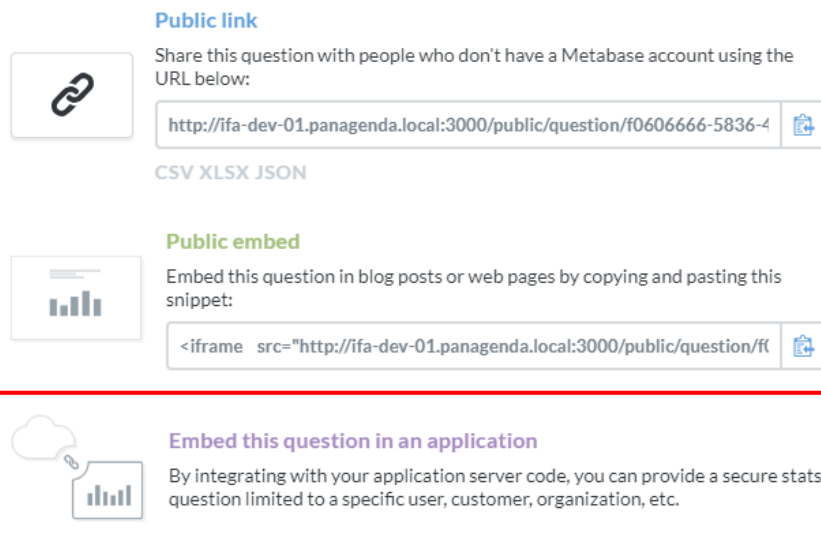 Public link
Share this question with people who don't have a Metabase account using the
URL below:
http://ifa-dev-01.panagenda.local:3000/public/question/f0606666-5836-4
CSV XLSX JSON
Public embed
Embed this question in blog posts or web pages by copying and pasting this
snippet:
<iframe src="http://ifa-dev-01.panagenda.local:3000/public/question/f(
Embed this question in an application
By integrating with your application server code, you can provide a secure stats
question limited to a specific user, customer, organization, etc.